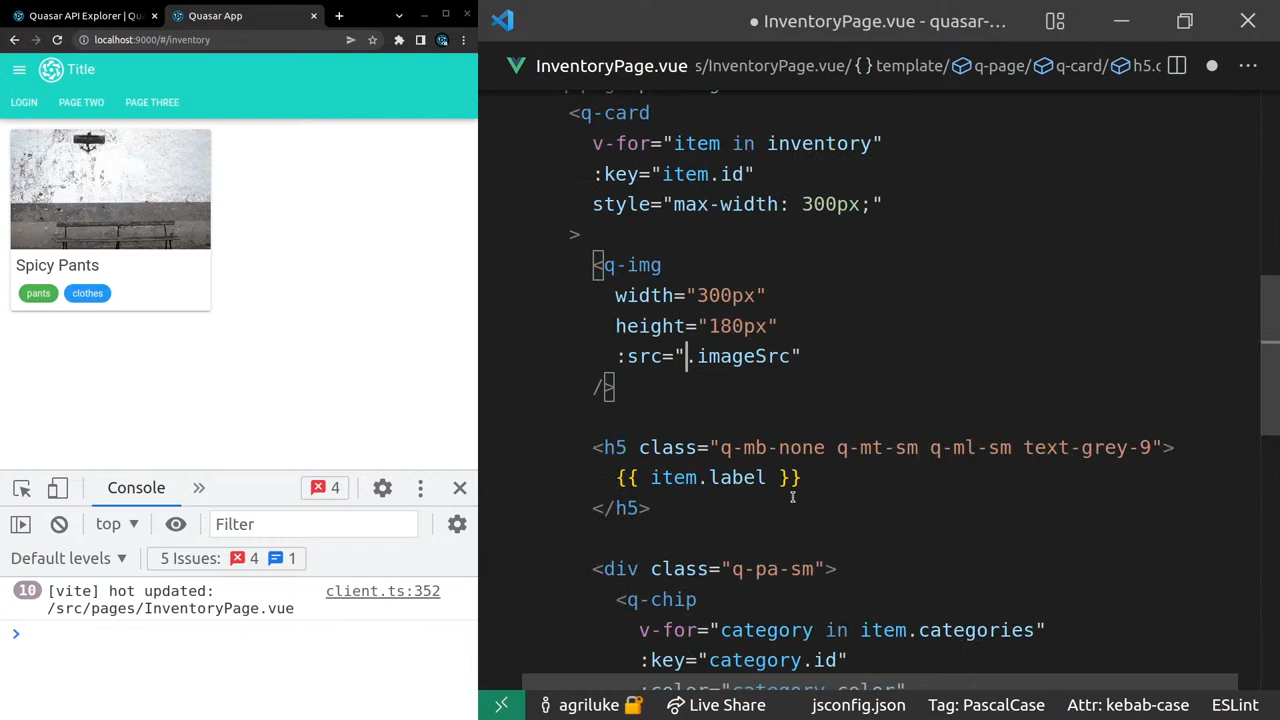 Quasar API Explorer | Qu
Quasar App
localhost:9000/#/inventory
Title
LOGIN
PAGE TWO
PAGE THREE
Spicy Pants
pants
clothes
Console
4
top
Filter
Default levels
5 Issues:
4
1
10
[vite] hot updated:
client.ts:352
/src/pages/InventoryPage.vue
InventoryPage.vue - quasar-...
InventoryPage.vue
s/InventoryPage.vue/
{} template/
q-page/
q-card/
h5.c
<q-card
v-for="item in inventory"
:key="item.id"
style="max-width: 300px;"
>
<q-img
width="300px"
height="180px"
:src=".imageSrc"
/>
<h5 class="q-mb-none q-mt-sm q-ml-sm text-grey-9">
{{ item.label }}
</h5>
<div class="q-pa-sm">
<q-chip
v-for="category in item.categories"
:key="category.id"
:color="category.color"
agriluke
Live Share
jsconfig.json
Tag: PascalCase
Attr: kebab-case
ESLint